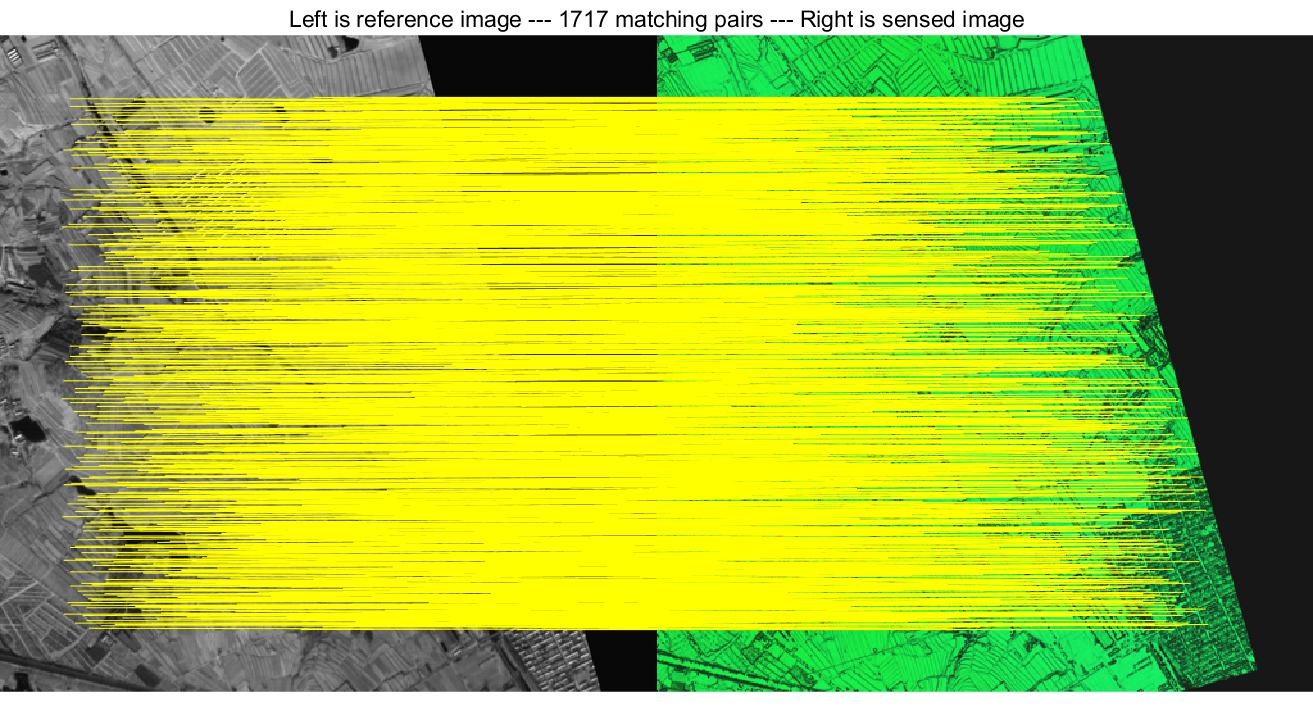 Left is reference image --- 1717 matching pairs --- Right is sensed image